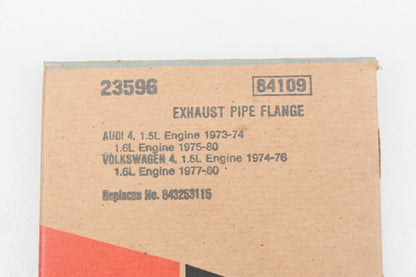 23596 84109
EXHAUST PIPE FLANGE
AUDI 4, 1.5L Engine 1973-74
1.6L Engine 1975-80
VOLKSWAGEN 4, 1.5L Engine 1974-76
1.6L Engine 1977-80
Replaces No. 843253115